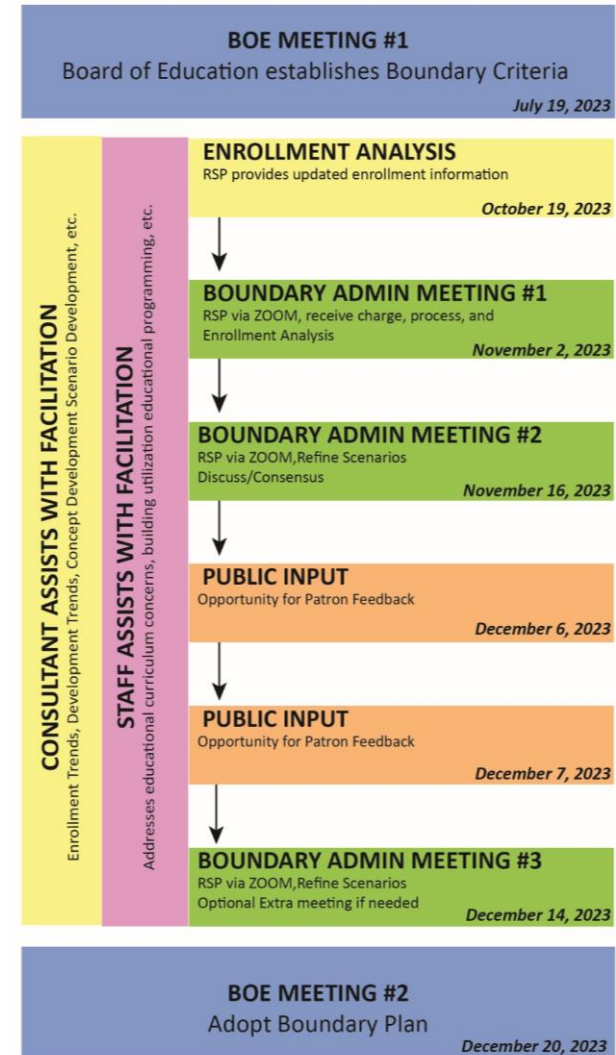 BOE MEETING #1
Board of Education establishes Boundary Criteria
July 19, 2023
CONSULTANT ASSISTS WITH FACILITATION
Enrollment Trends, Development Trends, Concept Development Scenario Development, etc.
STAFF ASSISTS WITH FACILITATION
Addresses educational curriculum concerns, building utilization educational programming, etc.
ENROLLMENT ANALYSIS
RSP provides updated enrollment information
October 19, 2023
BOUNDARY ADMIN MEETING #1
RSP via ZOOM, receive charge, process, and
Enrollment Analysis
November 2, 2023
BOUNDARY ADMIN MEETING #2
RSP via ZOOM,Refine Scenarios
Discuss/Consensus
November 16, 2023
PUBLIC INPUT
Opportunity for Patron Feedback
December 6, 2023
PUBLIC INPUT
Opportunity for Patron Feedback
December 7, 2023
BOUNDARY ADMIN MEETING #3
RSP via ZOOM,Refine Scenarios
Optional Extra meeting if needed
December 14, 2023
BOE MEETING #2
Adopt Boundary Plan
December 20, 2023